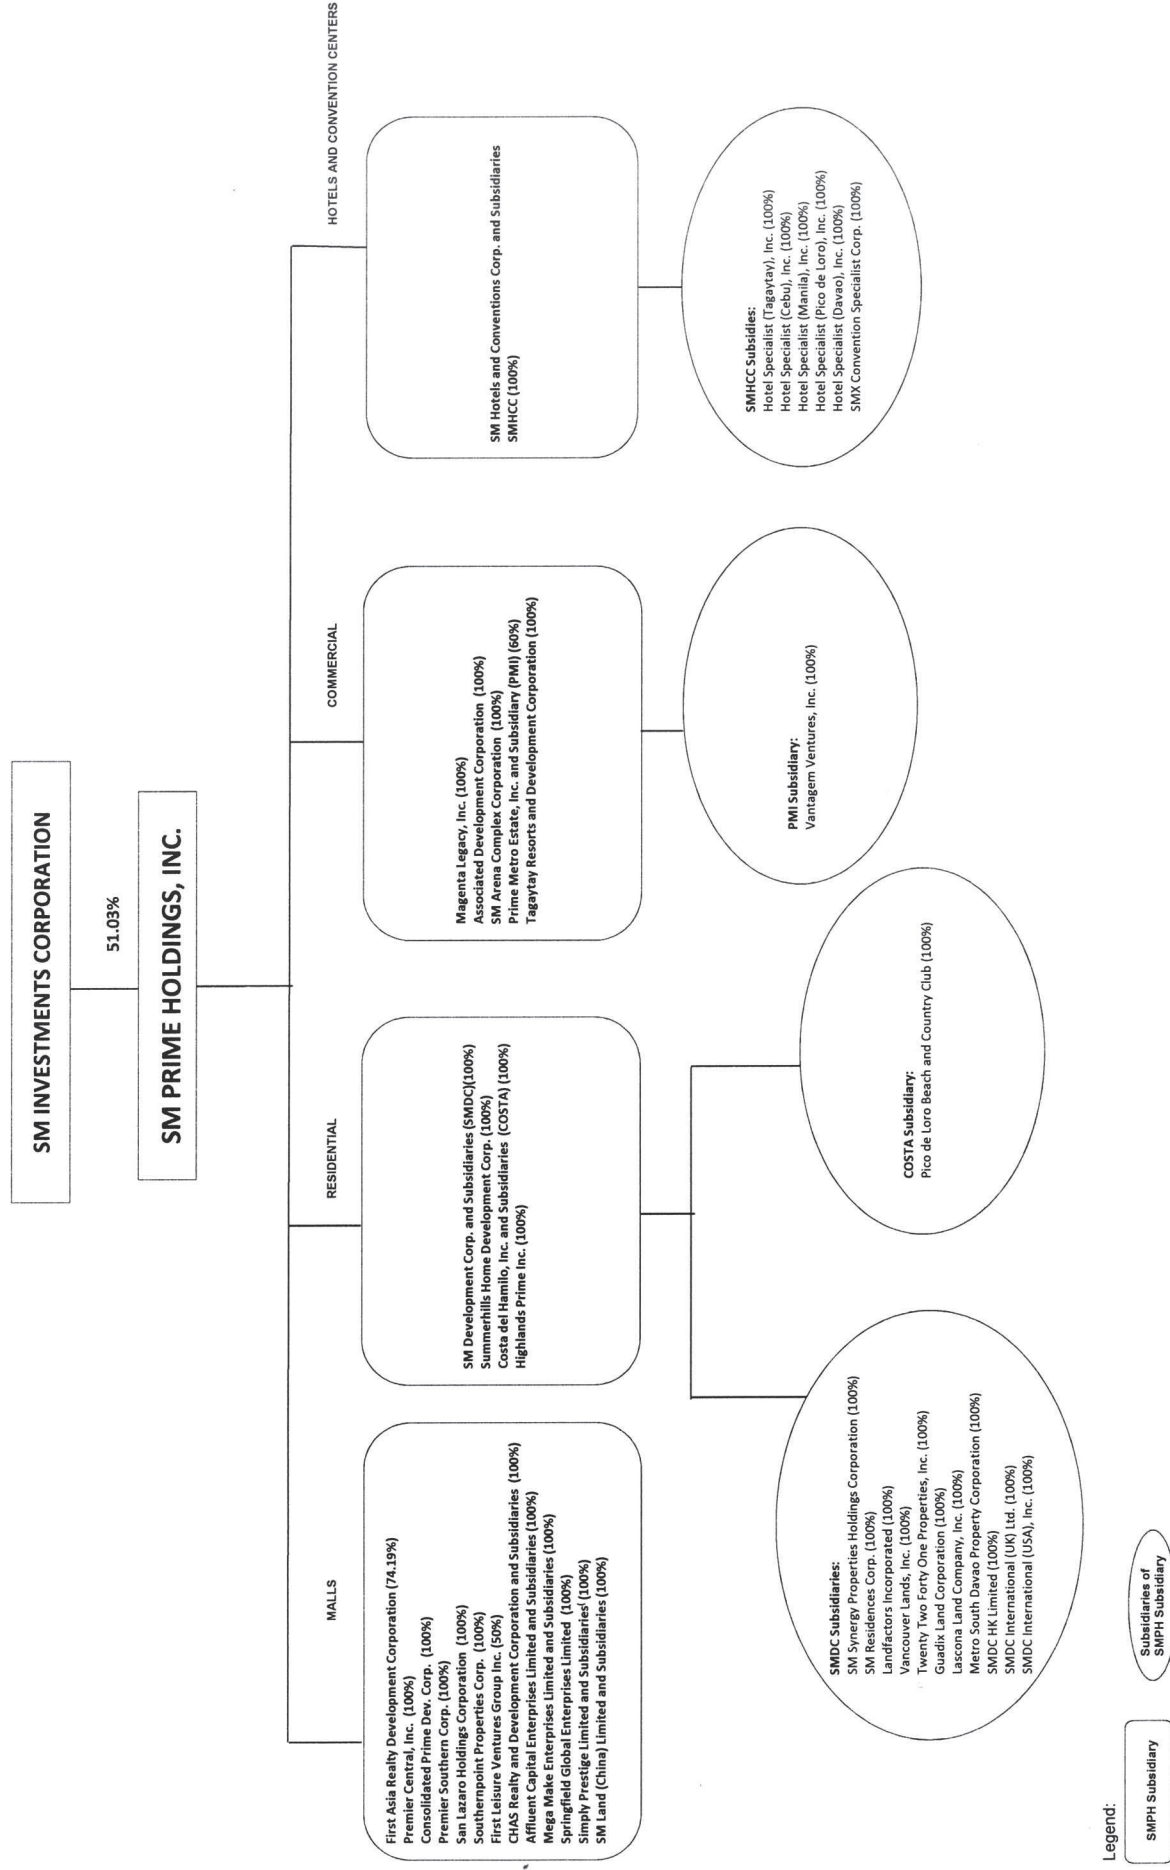 SM INVESTMENTS CORPORATION
51.03%
SM PRIME HOLDINGS, INC.
MALLS
First Asia Realty Development Corporation (74.19%)
Premier Central, Inc. (100%)
Consolidated Prime Dev. Corp. (100%)
Premier Southern Corp. (100%)
San Lazaro Holdings Corporation (100%)
Southernpoint Properties Corp. (100%)
First Leisure Ventures Group Inc. (50%)
CHAS Realty and Development Corporation and Subsidiaries (100%)
Affluent Capital Enterprises Limited and Subsidiaries (100%)
Mega Make Enterprises Limited and Subsidiaries (100%)
Springfield Global Enterprises Limited (100%)
Simply Prestige Limited and Subsidiaries (100%)
SM Land (China) Limited and Subsidiaries (100%)
RESIDENTIAL
SM Development Corp. and Subsidiaries (SMDC)(100%)
Summerhills Home Development Corp. (100%)
Costa del Hamilo, Inc. and Subsidiaries (COSTA) (100%)
Highlands Prime Inc. (100%)
COMMERCIAL
Magenta Legacy, Inc. (100%)
Associated Development Corporation (100%)
SM Arena Complex Corporation (100%)
Prime Metro Estate, Inc. and Subsidiary (PMI) (60%)
Tagaytay Resorts and Development Corporation (100%)
HOTELS AND CONVENTION CENTERS
SM Hotels and Conventions Corp. and Subsidiaries
SMHCC (100%)
SMDC Subsidiaries:
SM Synergy Properties Holdings Corporation (100%)
SM Residences Corp. (100%)
Landfactors Incorporated (100%)
Vancouver Lands, Inc. (100%)
Twenty Two Forty One Properties, Inc. (100%)
Guadix Land Corporation (100%)
Lascona Land Company, Inc. (100%)
Metro South Davao Property Corporation (100%)
SMDC HK Limited (100%)
SMDC International (UK) Ltd. (100%)
SMDC International (USA), Inc. (100%)
COSTA Subsidiary:
Pico de Loro Beach and Country Club (100%)
PMI Subsidiary:
Vantagem Ventures, Inc. (100%)
SMHCC Subsidies:
Hotel Specialist (Tagaytay), Inc. (100%)
Hotel Specialist (Cebu), Inc. (100%)
Hotel Specialist (Manila), Inc. (100%)
Hotel Specialist (Pico de Loro), Inc. (100%)
Hotel Specialist (Davao), Inc. (100%)
SMX Convention Specialist Corp. (100%)
Legend:
SMPH Subsidiary
Subsidiaries of
SMPH Subsidiary